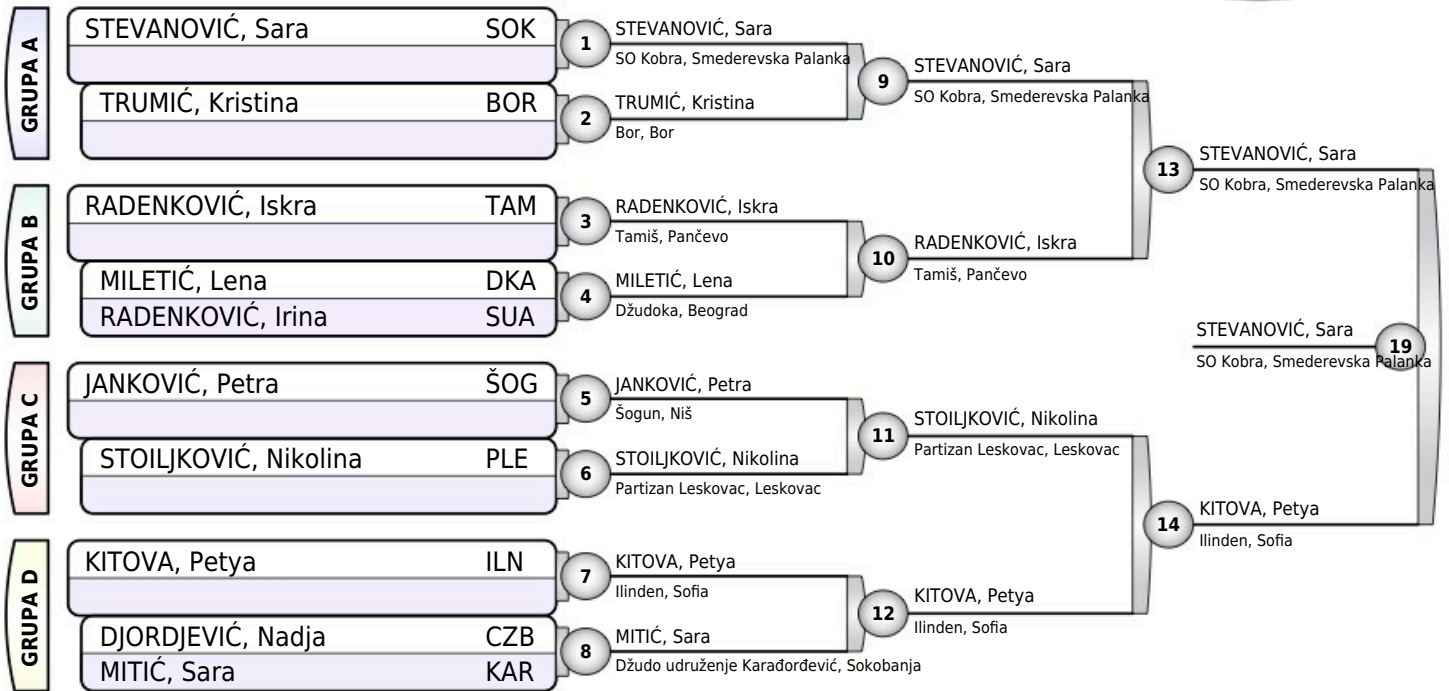 GRUPA A
STEVANOVIĆ, Sara SOK
TRUMIĆ, Kristina BOR
GRUPA B
RADENKOVIĆ, Iskra TAM
MILETIĆ, Lena DKA
RADENKOVIĆ, Irina SUA
GRUPA C
JANKOVIĆ, Petra ŠOG
STOILJKOVIĆ, Nikolina PLE
GRUPA D
KITOVA, Petya ILN
DJORDJEVIĆ, Nadja CZB
MITIĆ, Sara KAR
1
STEVANOVIĆ, Sara
SO Kobra, Smederevska Palanka
2
TRUMIĆ, Kristina
Bor, Bor
3
RADENKOVIĆ, Iskra
Tamiš, Pančevo
4
MILETIĆ, Lena
Džudoka, Beograd
5
JANKOVIĆ, Petra
Šogun, Niš
6
STOILJKOVIĆ, Nikolina
Partizan Leskovac, Leskovac
7
KITOVA, Petya
Ilinden, Sofia
8
MITIĆ, Sara
Džudo udruženje Karađorđević, Sokobanja
9
STEVANOVIĆ, Sara
SO Kobra, Smederevska Palanka
10
RADENKOVIĆ, Iskra
Tamiš, Pančevo
11
STOILJKOVIĆ, Nikolina
Partizan Leskovac, Leskovac
12
KITOVA, Petya
Ilinden, Sofia
13
STEVANOVIĆ, Sara
SO Kobra, Smederevska Palanka
14
KITOVA, Petya
Ilinden, Sofia
STEVANOVIĆ, Sara
19
SO Kobra, Smederevska Palanka